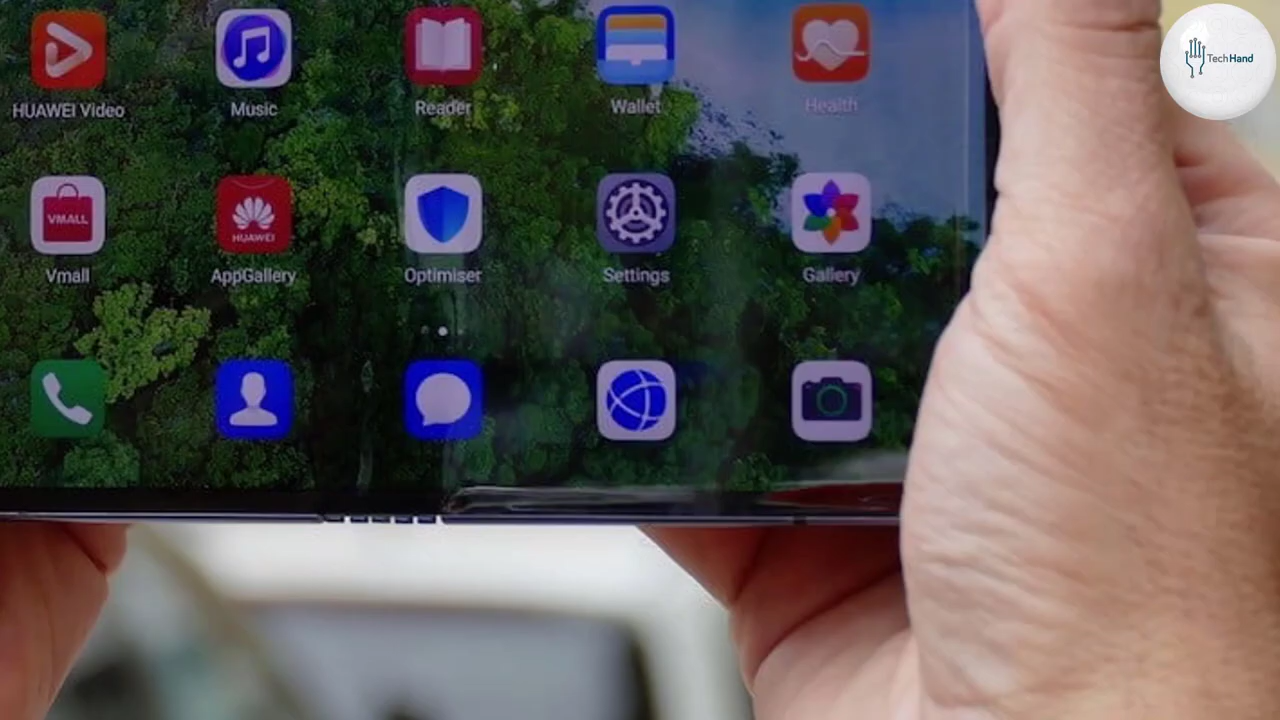 HUAWEI Video
Music
Reader
Wallet
Health
TechHand
VMALL
HUAWEI
Vmall
AppGallery
Optimiser
Settings
Gallery